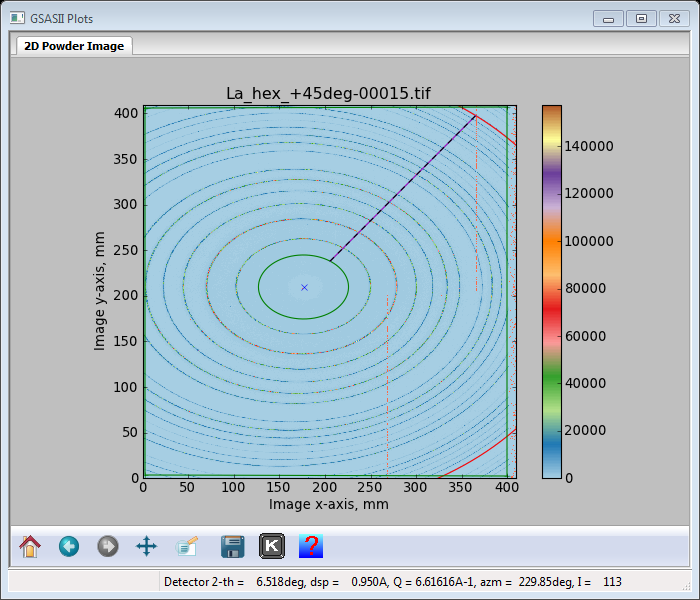 GSASII Plots
2D Powder Image
La_hex_+45deg-00015.tif
400
350
300
250
200
150
100
50
0
Image y-axis, mm
0 50 100 150 200 250 300 350 400
Image x-axis, mm
140000
120000
100000
80000
60000
40000
20000
0
K ?
Detector 2-th = 6.518deg, dsp = 0.950A, Q = 6.61616A-1, azm = 229.85deg, I = 113